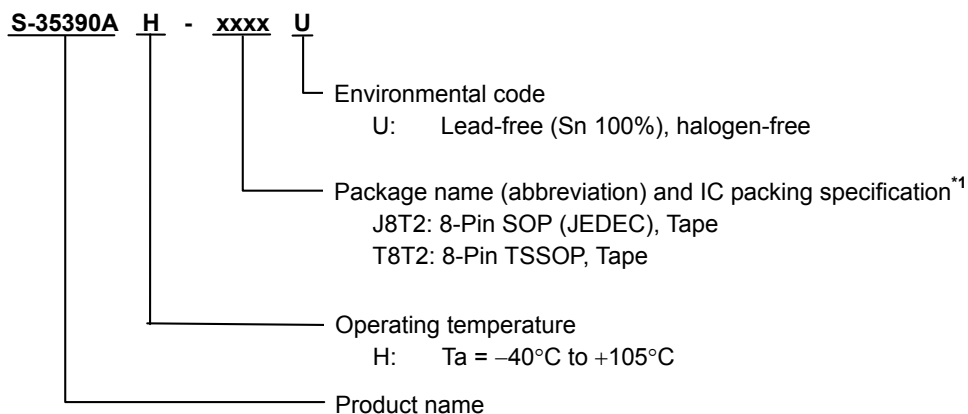 S-35390A H - xxxx U
Environmental code
U: Lead-free (Sn 100%), halogen-free
Package name (abbreviation) and IC packing specification*1
J8T2: 8-Pin SOP (JEDEC), Tape
T8T2: 8-Pin TSSOP, Tape
Operating temperature
H: Ta = −40°C to +105°C
Product name